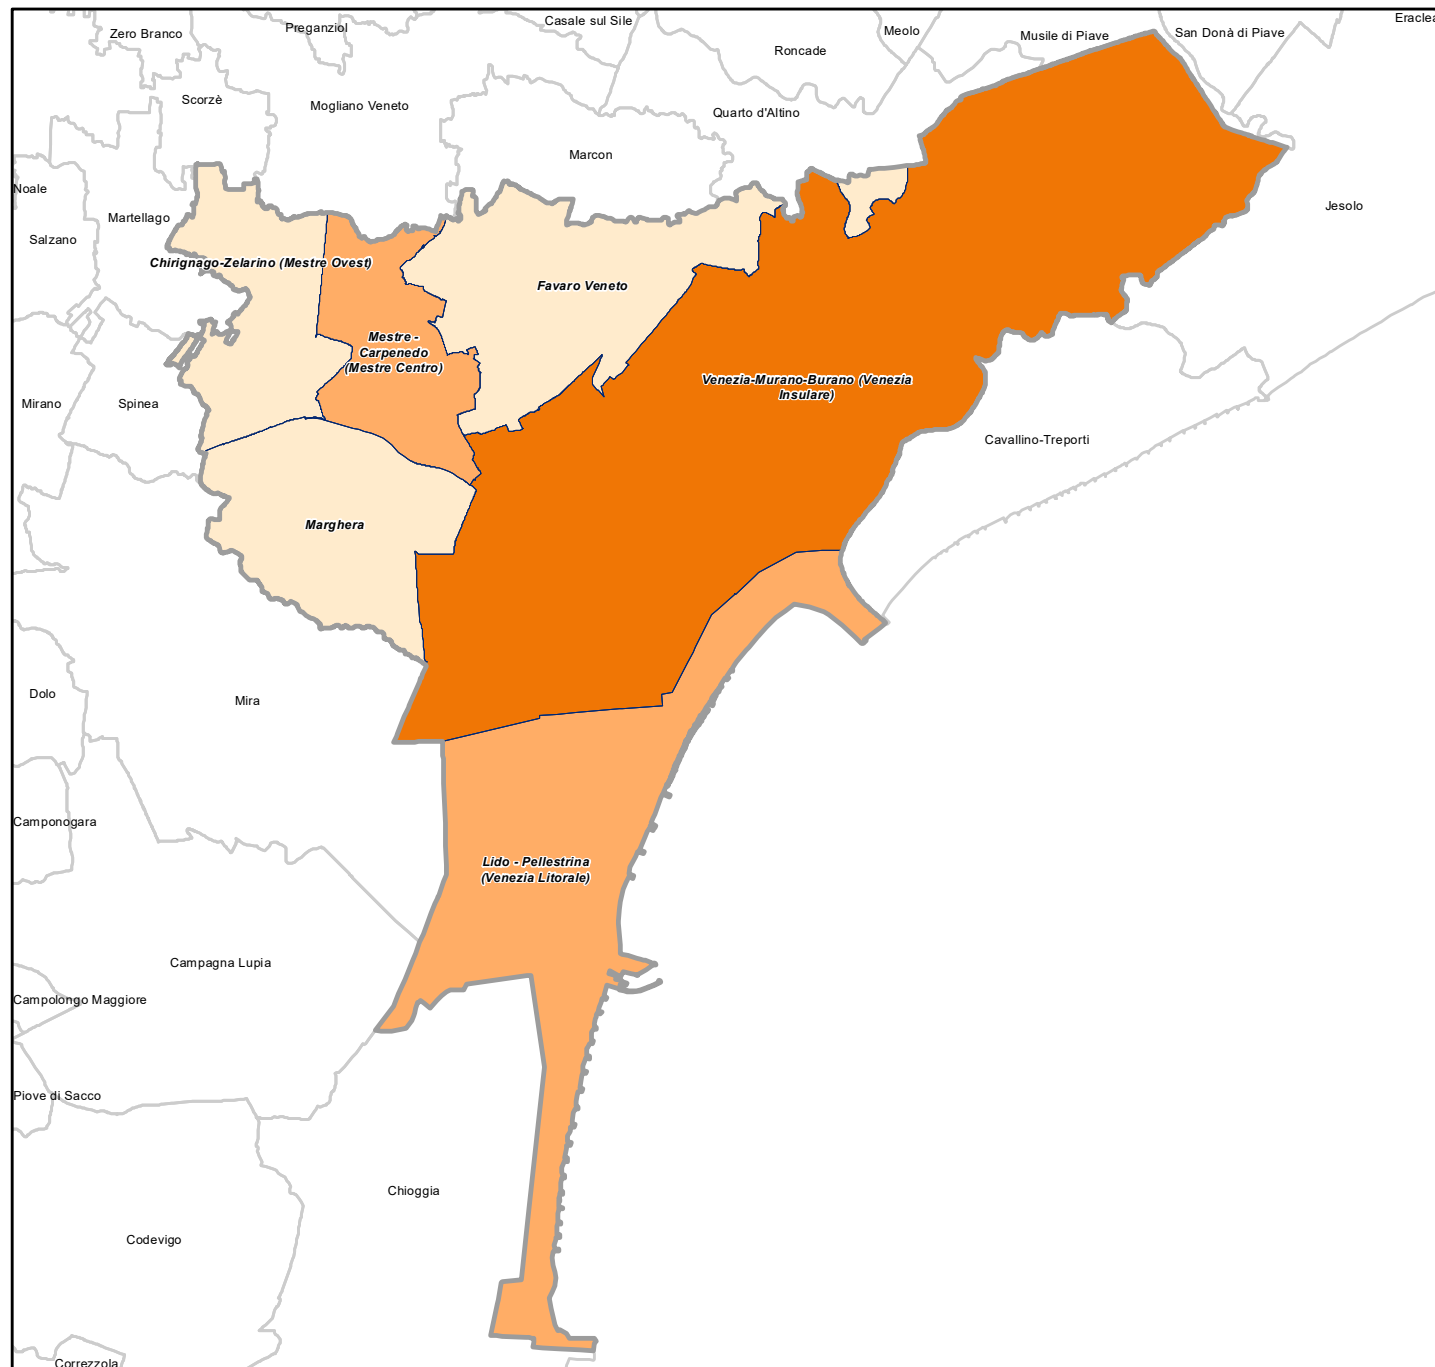 Casale sul Sile
Eraclea
Preganziol
Zero Branco
Meolo
Musile di Piave
San Donà di Piave
Roncade
Scorzè
Mogliano Veneto
Quarto d'Altino
Marcon
Noale
Martellago
Jesolo
Salzano
Chirignago-Zelarino (Mestre Ovest)
Favaro Veneto
Mestre -
Carpenedo
(Mestre Centro)
Venezia-Murano-Burano (Venezia
Insulare)
Mirano
Spinea
Cavallino-Treporti
Marghera
Dolo
Mira
Camponogara
Lido - Pellestrina
(Venezia Litorale)
Campagna Lupia
Campolongo Maggiore
Piove di Sacco
Chioggia
Codevigo
Correzzola